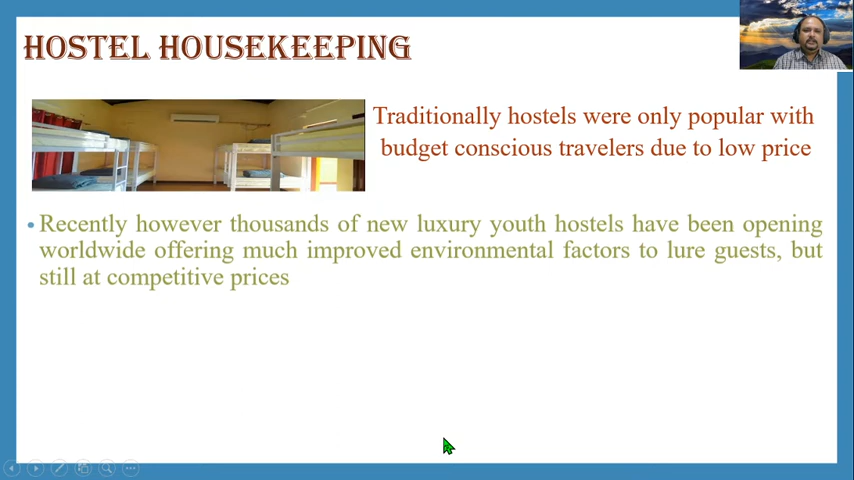 HOSTEL HOUSEKEEPING
Traditionally hostels were only popular with
budget conscious travelers due to low price
• Recently however thousands of new luxury youth hostels have been opening
worldwide offering much improved environmental factors to lure guests, but
still at competitive prices